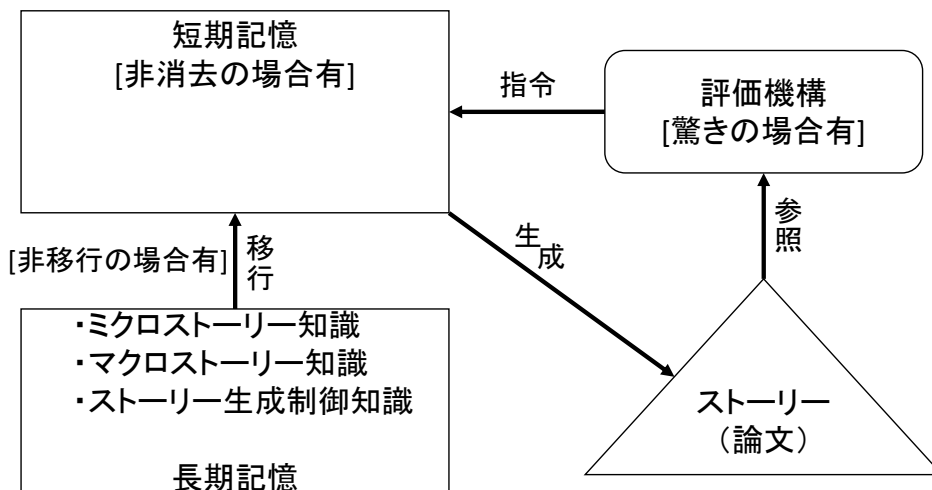 短期記憶
[非消去の場合有]
指令
評価機構
[驚きの場合有]
参照
生成
[非移行の場合有]
移行
・ミクロストーリー知識
・マクロストーリー知識
・ストーリー生成制御知識
長期記憶
ストーリー
（論文）